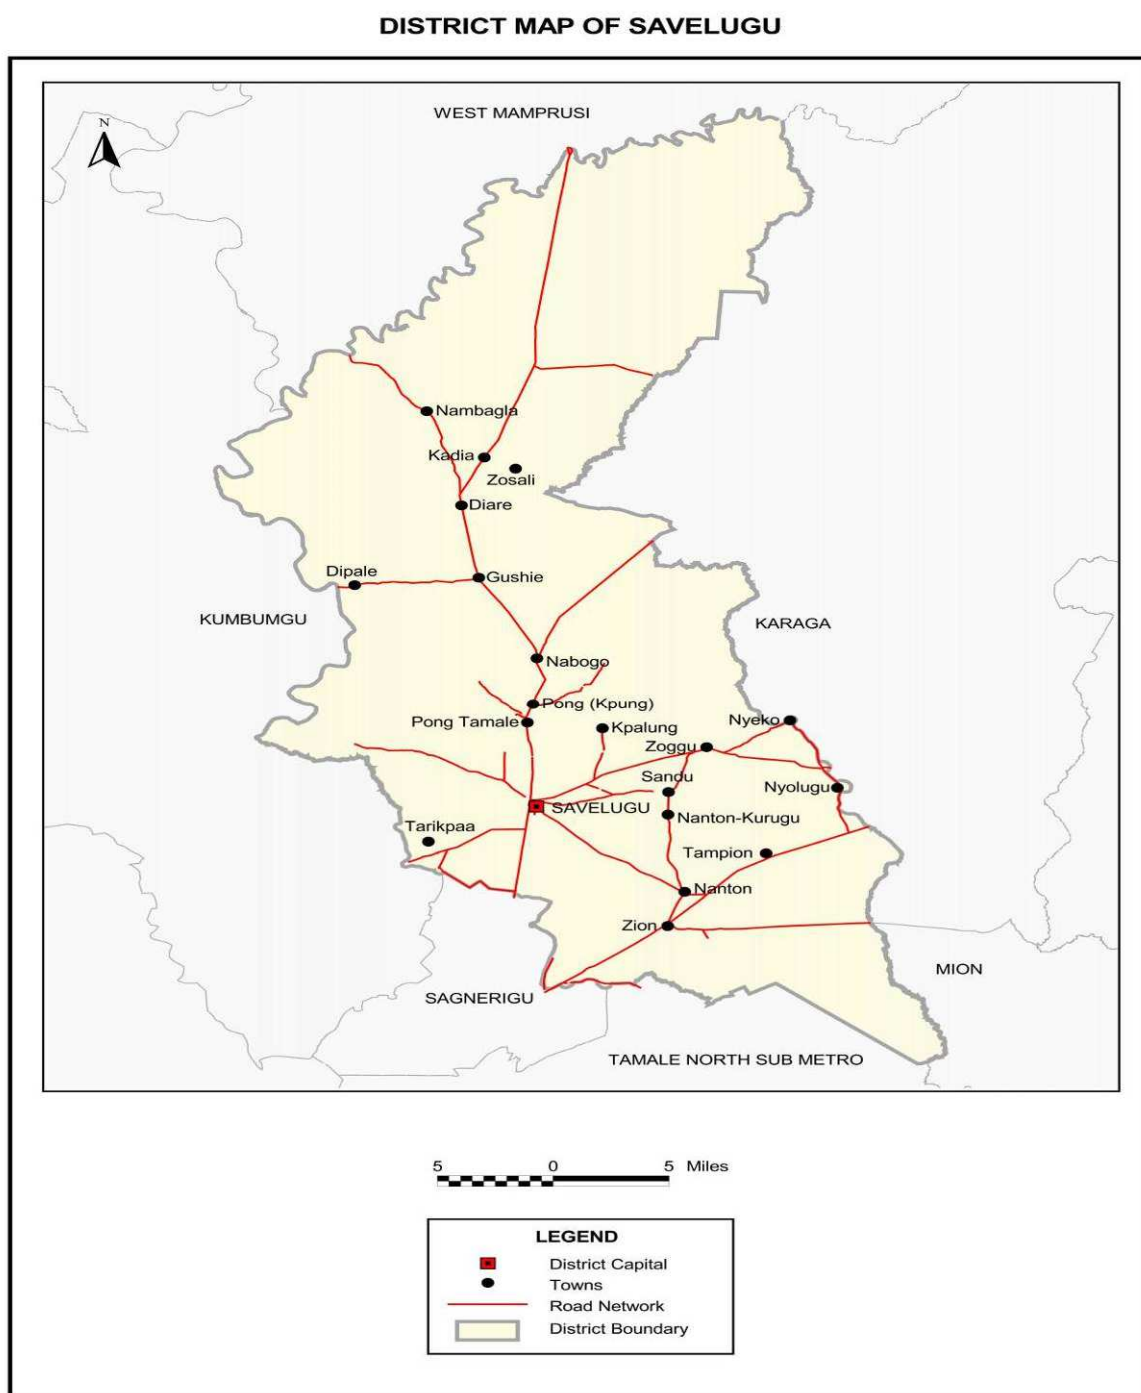 DISTRICT MAP OF SAVELUGU
WEST MAMPRUSI
N
Nambagla
Kadia
Zosali
Diare
Dipale
Gushie
KUMBUMGU
KARAGA
Nabogo
Pong (Kpung)
Pong Tamale
Kpalung
Nyeko
Zoggu
Sandu
Nyolugu
SAVELUGU
Nanton-Kurugu
Tarikpaa
Tampion
Nanton
Zion
MION
SAGNERIGU
TAMALE NORTH SUB METRO
5 0 5 Miles
LEGEND
District Capital
Towns
Road Network
District Boundary